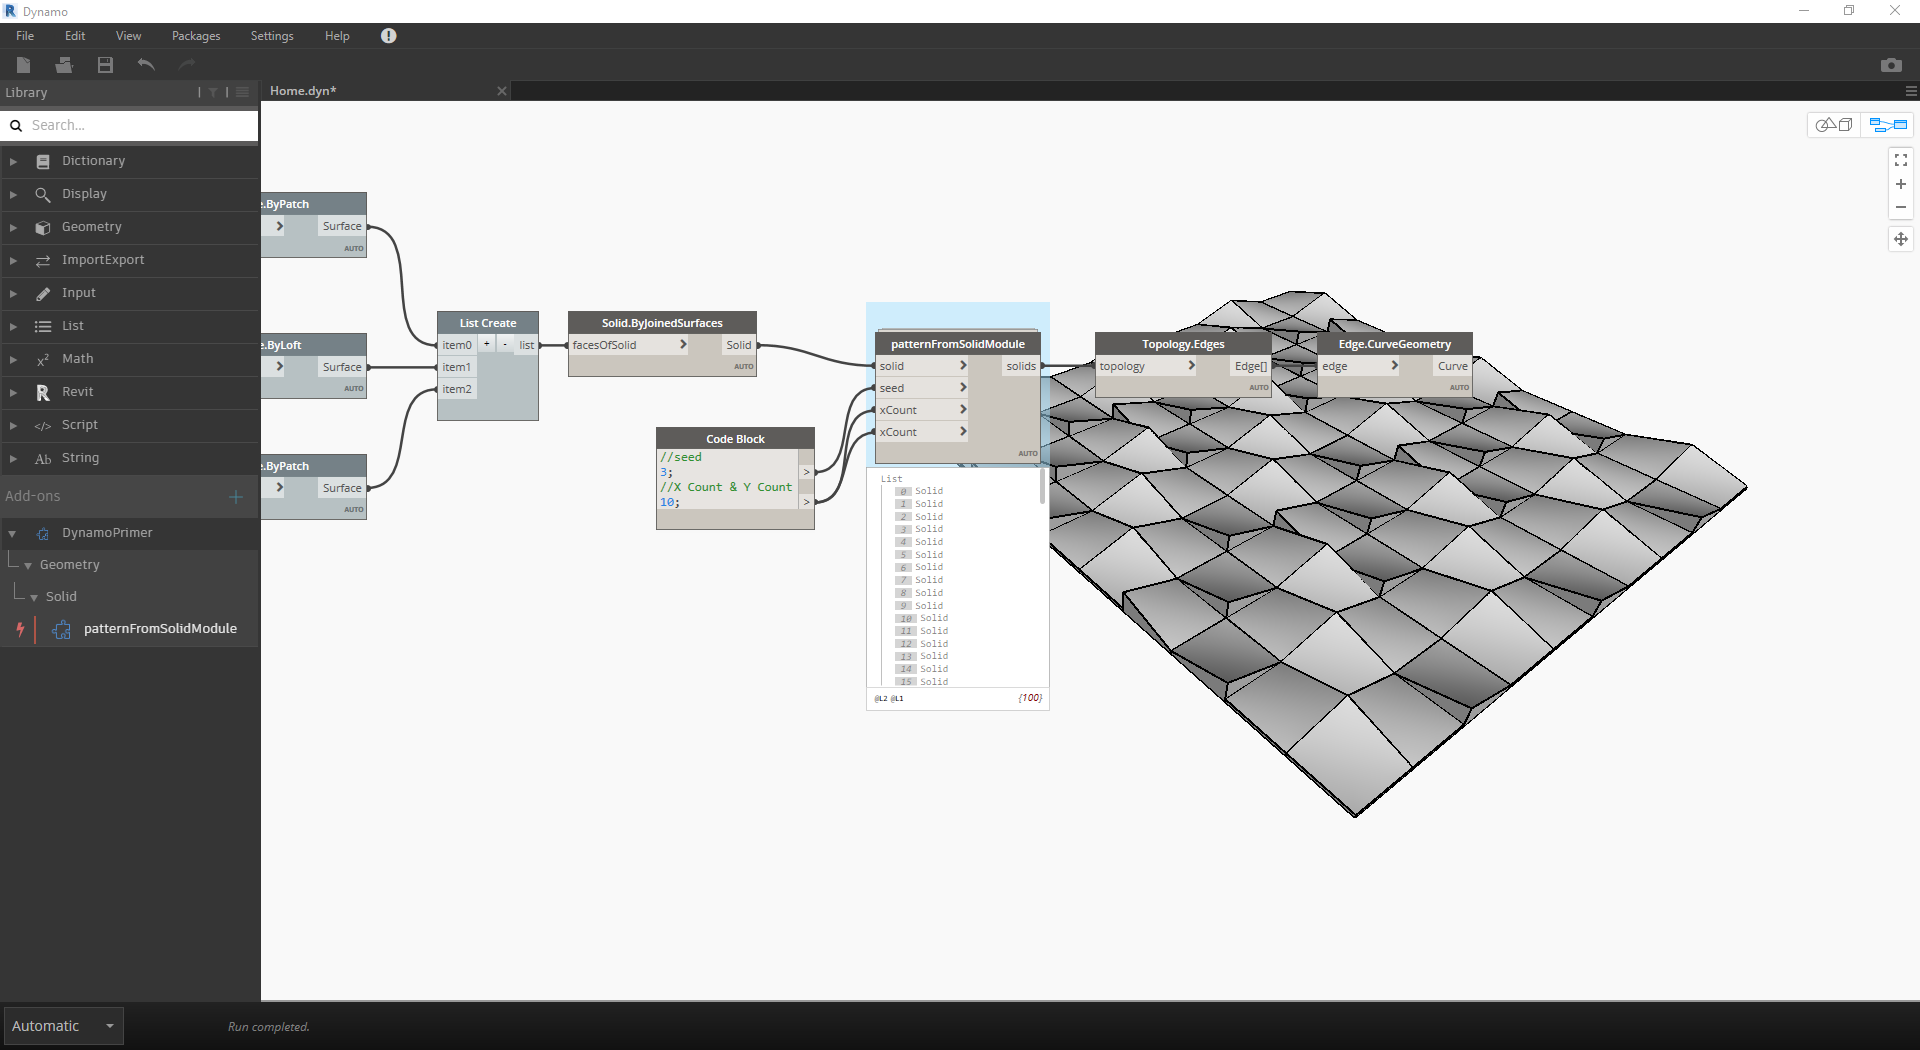 Dynamo
File Edit View Packages Settings Help
Library
Home.dyn*
Search...
Dictionary
Display
Geometry
ImportExport
Input
List
Math
Revit
Script
String
Add-ons
DynamoPrimer
Geometry
Solid
patternFromSolidModule
e.ByPatch
> Surface
AUTO
e.ByLoft
> Surface
AUTO
e.ByPatch
> Surface
AUTO
List Create
item0 + - list
item1
item2
Solid.ByJoinedSurfaces
facesOfSolid > Solid
AUTO
Code Block
//seed
3; >
//X Count & Y Count
10; >
patternFromSolidModule
solid > solids
seed >
xCount >
xCount >
AUTO
List
0 Solid
1 Solid
2 Solid
3 Solid
4 Solid
5 Solid
6 Solid
7 Solid
8 Solid
9 Solid
10 Solid
11 Solid
12 Solid
13 Solid
14 Solid
15 Solid
@L2 @L1 {100}
Topology.Edges
topology > Edge[]
AUTO
Edge.CurveGeometry
edge > Curve
AUTO
Automatic
Run completed.